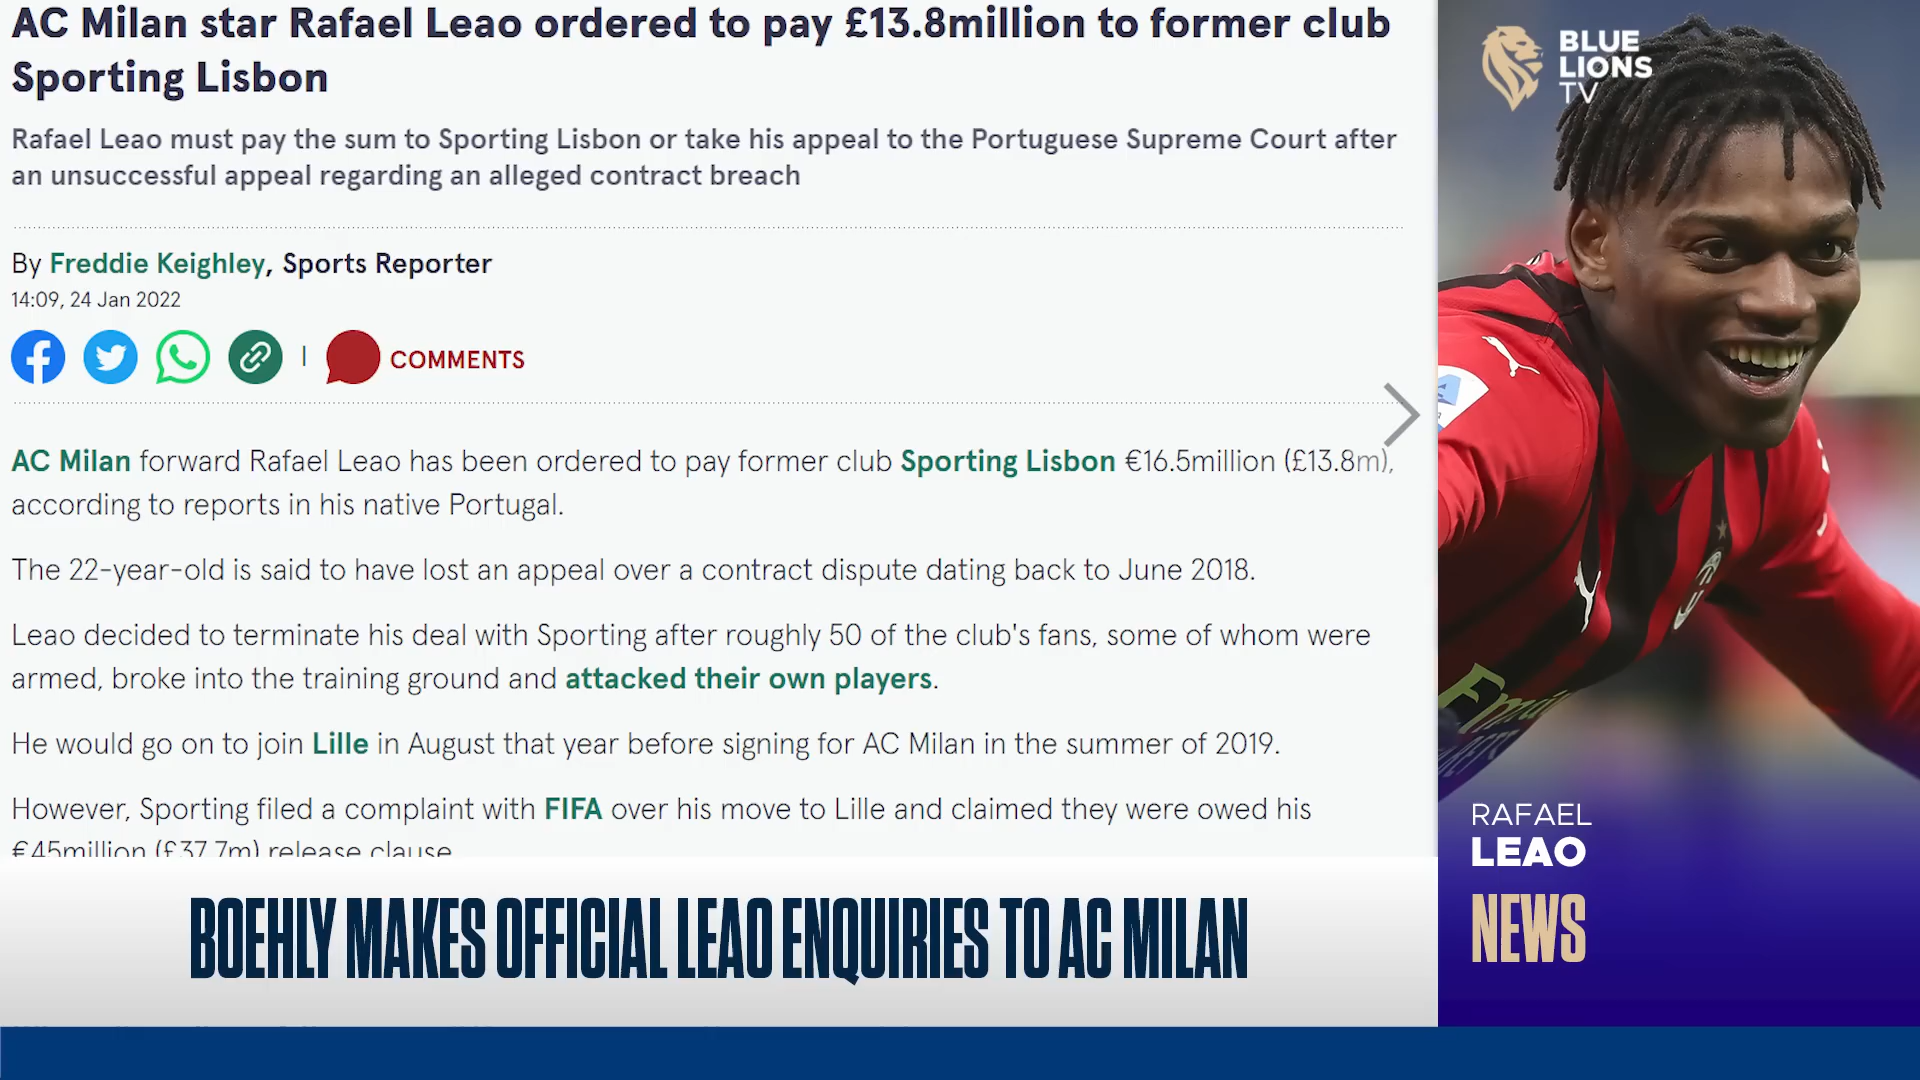 AC Milan star Rafael Leao ordered to pay £13.8million to former club
Sporting Lisbon
Rafael Leao must pay the sum to Sporting Lisbon or take his appeal to the Portuguese Supreme Court after
an unsuccessful appeal regarding an alleged contract breach
By Freddie Keighley, Sports Reporter
14:09, 24 Jan 2022
COMMENTS
AC Milan forward Rafael Leao has been ordered to pay former club Sporting Lisbon €16.5million (£13.8m),
according to reports in his native Portugal.
The 22-year-old is said to have lost an appeal over a contract dispute dating back to June 2018.
Leao decided to terminate his deal with Sporting after roughly 50 of the club's fans, some of whom were
armed, broke into the training ground and attacked their own players.
He would go on to join Lille in August that year before signing for AC Milan in the summer of 2019.
However, Sporting filed a complaint with FIFA over his move to Lille and claimed they were owed his
€45million (£37.7m) release clause
BOEHLY MAKES OFFICIAL LEAO ENQUIRIES TO AC MILAN
BLUE
LIONS
TV
RAFAEL
LEAO
NEWS